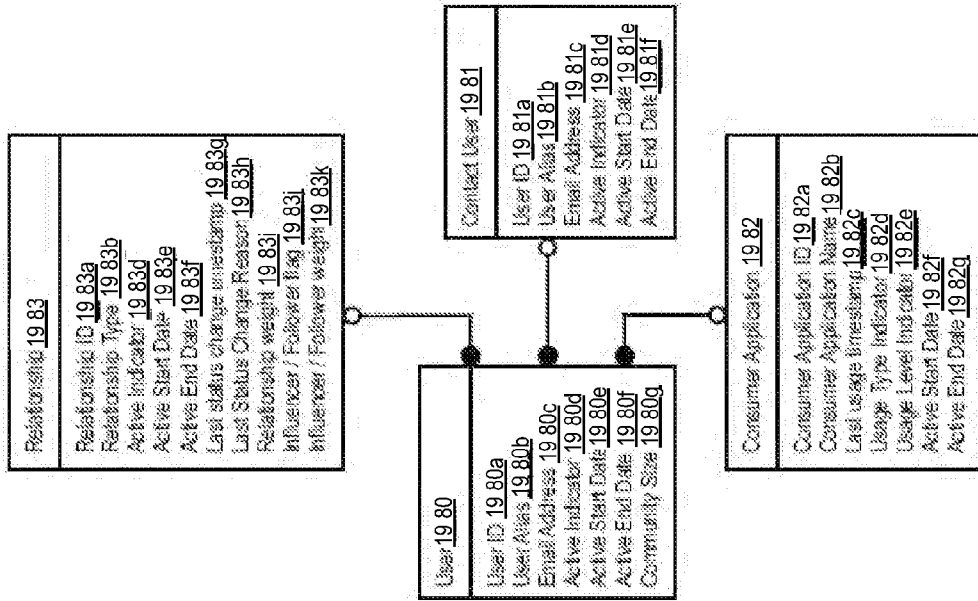 Relationship 19 83
Relationship ID 19 83a
Relationship Type 19 83b
Active Indicator 19 83d
Active Start Date 19 83e
Active End Date 19 83f
Last status change timestamp 19 83g
Last Status Change Reason 19 83h
Relationship weight 19 83i
Influencer / Follower flag 19 83j
Influencer / Follower weight 19 83k
User 19 80
User ID 19 80a
User Alias 19 80b
Email Address 19 80c
Active Indicator 19 80d
Active Start Date 19 80e
Active End Date 19 80f
Community Size 19 80g
Contact User 19 81
User ID 19 81a
User Alias 19 81b
Email Address 19 81c
Active Indicator 19 81d
Active Start Date 19 81e
Active End Date 19 81f
Consumer Application 19 82
Consumer Application ID 19 82a
Consumer Application Name 19 82b
Last usage timestamp 19 82c
Usage Type Indicator 19 82d
Usage Level Indicator 19 82e
Active Start Date 19 82f
Active End Date 19 82g